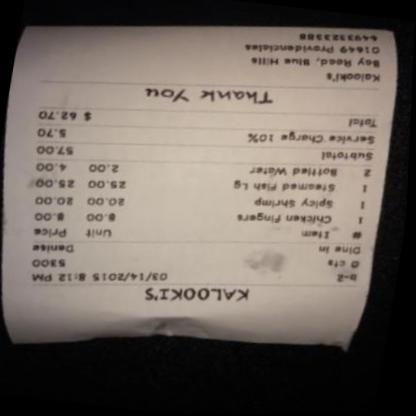 KALOOKI'S
b-2 03/14/2015 8:12 PM
0 cts 5300
Dine in Denise
# Item Unit Price
1 Chicken Fingers 8.00 8.00
1 Spicy Shrimp 20.00 20.00
1 Steamed Fish Lg 25.00 25.00
2 Bottled Water 2.00 4.00
Subtotal 57.00
Service Charge 10% 5.70
Total $ 62.70
Thank You
Kalooki's
Bay Road, Blue Hills
01649 Providenciales
6493323388